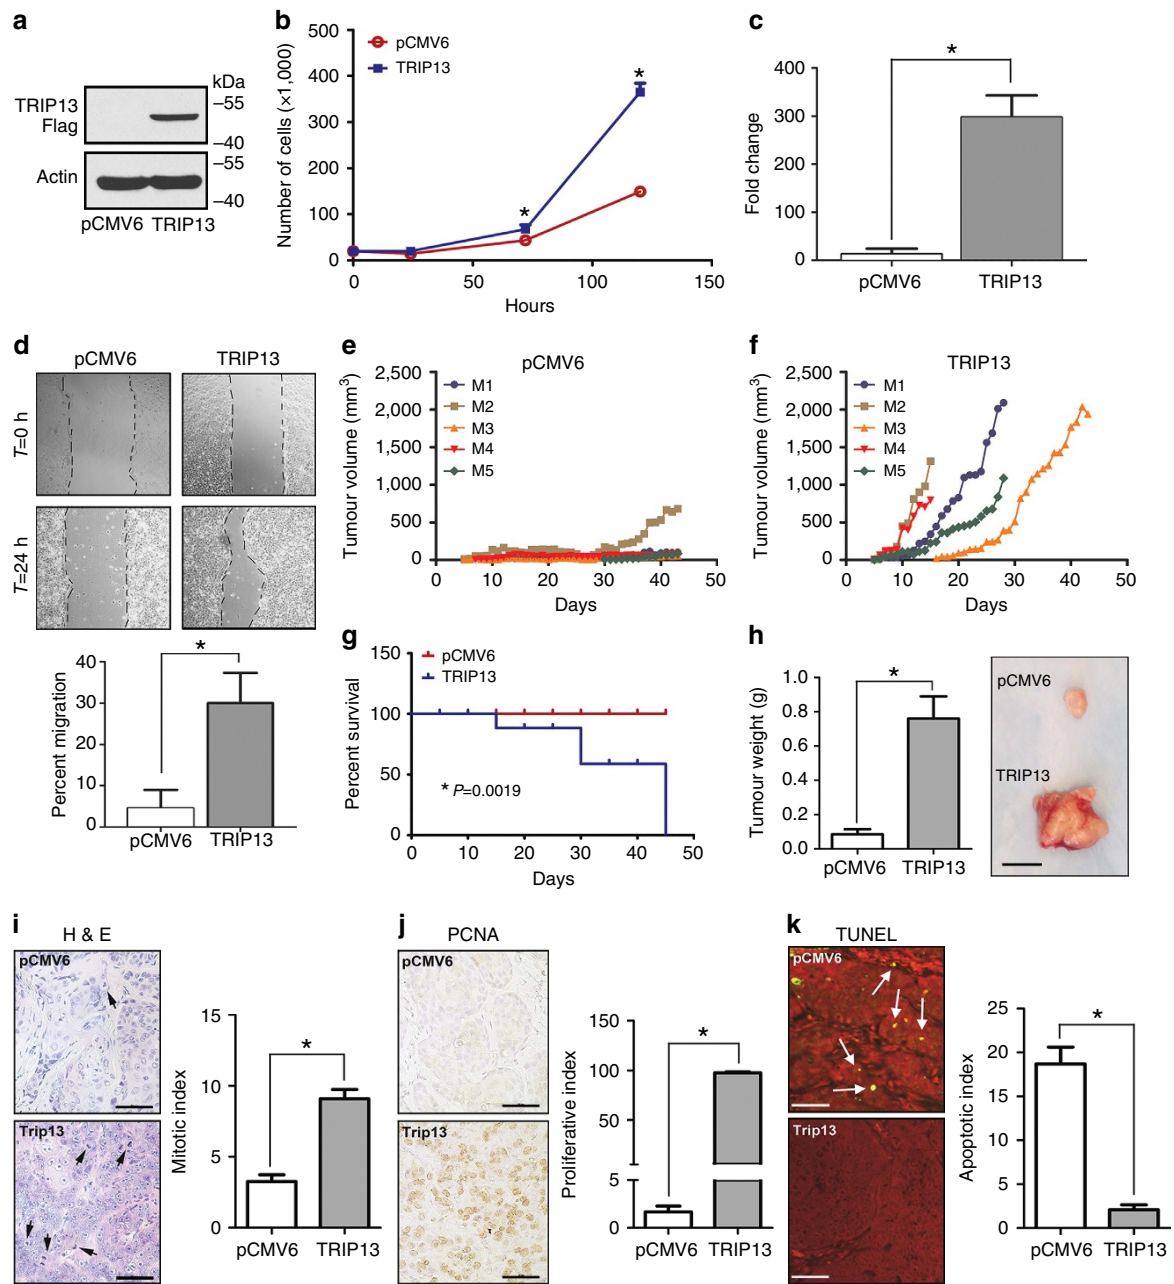 a
TRIP13
Flag
Actin
kDa
–55
–40
–55
–40
pCMV6 TRIP13
b
Number of cells (×1,000)
500
400
300
200
100
0
pCMV6
TRIP13
*
*
0 50 100 150
Hours
c
Fold change
400
300
200
100
0
*
pCMV6 TRIP13
d
pCMV6 TRIP13
T=0 h
T=24 h
Percent migration
40
30
20
10
0
*
pCMV6 TRIP13
e
pCMV6
Tumour volume (mm³)
2,500
2,000
1,500
1,000
500
0
M1
M2
M3
M4
M5
0 10 20 30 40 50
Days
f
TRIP13
Tumour volume (mm³)
2,500
2,000
1,500
1,000
500
0
M1
M2
M3
M4
M5
0 10 20 30 40 50
Days
g
Percent survival
150
100
50
0
pCMV6
TRIP13
* P=0.0019
0 10 20 30 40 50
Days
h
Tumour weight (g)
1.0
0.8
0.6
0.4
0.2
0.0
*
pCMV6 TRIP13
pCMV6
TRIP13
i
H & E
pCMV6
Trip13
Mitotic index
15
10
5
0
*
pCMV6 TRIP13
j
PCNA
pCMV6
Trip13
Proliferative index
150
100
50
5
0
*
pCMV6 TRIP13
k
TUNEL
pCMV6
Trip13
Apoptotic index
25
20
15
10
5
0
*
pCMV6 TRIP13